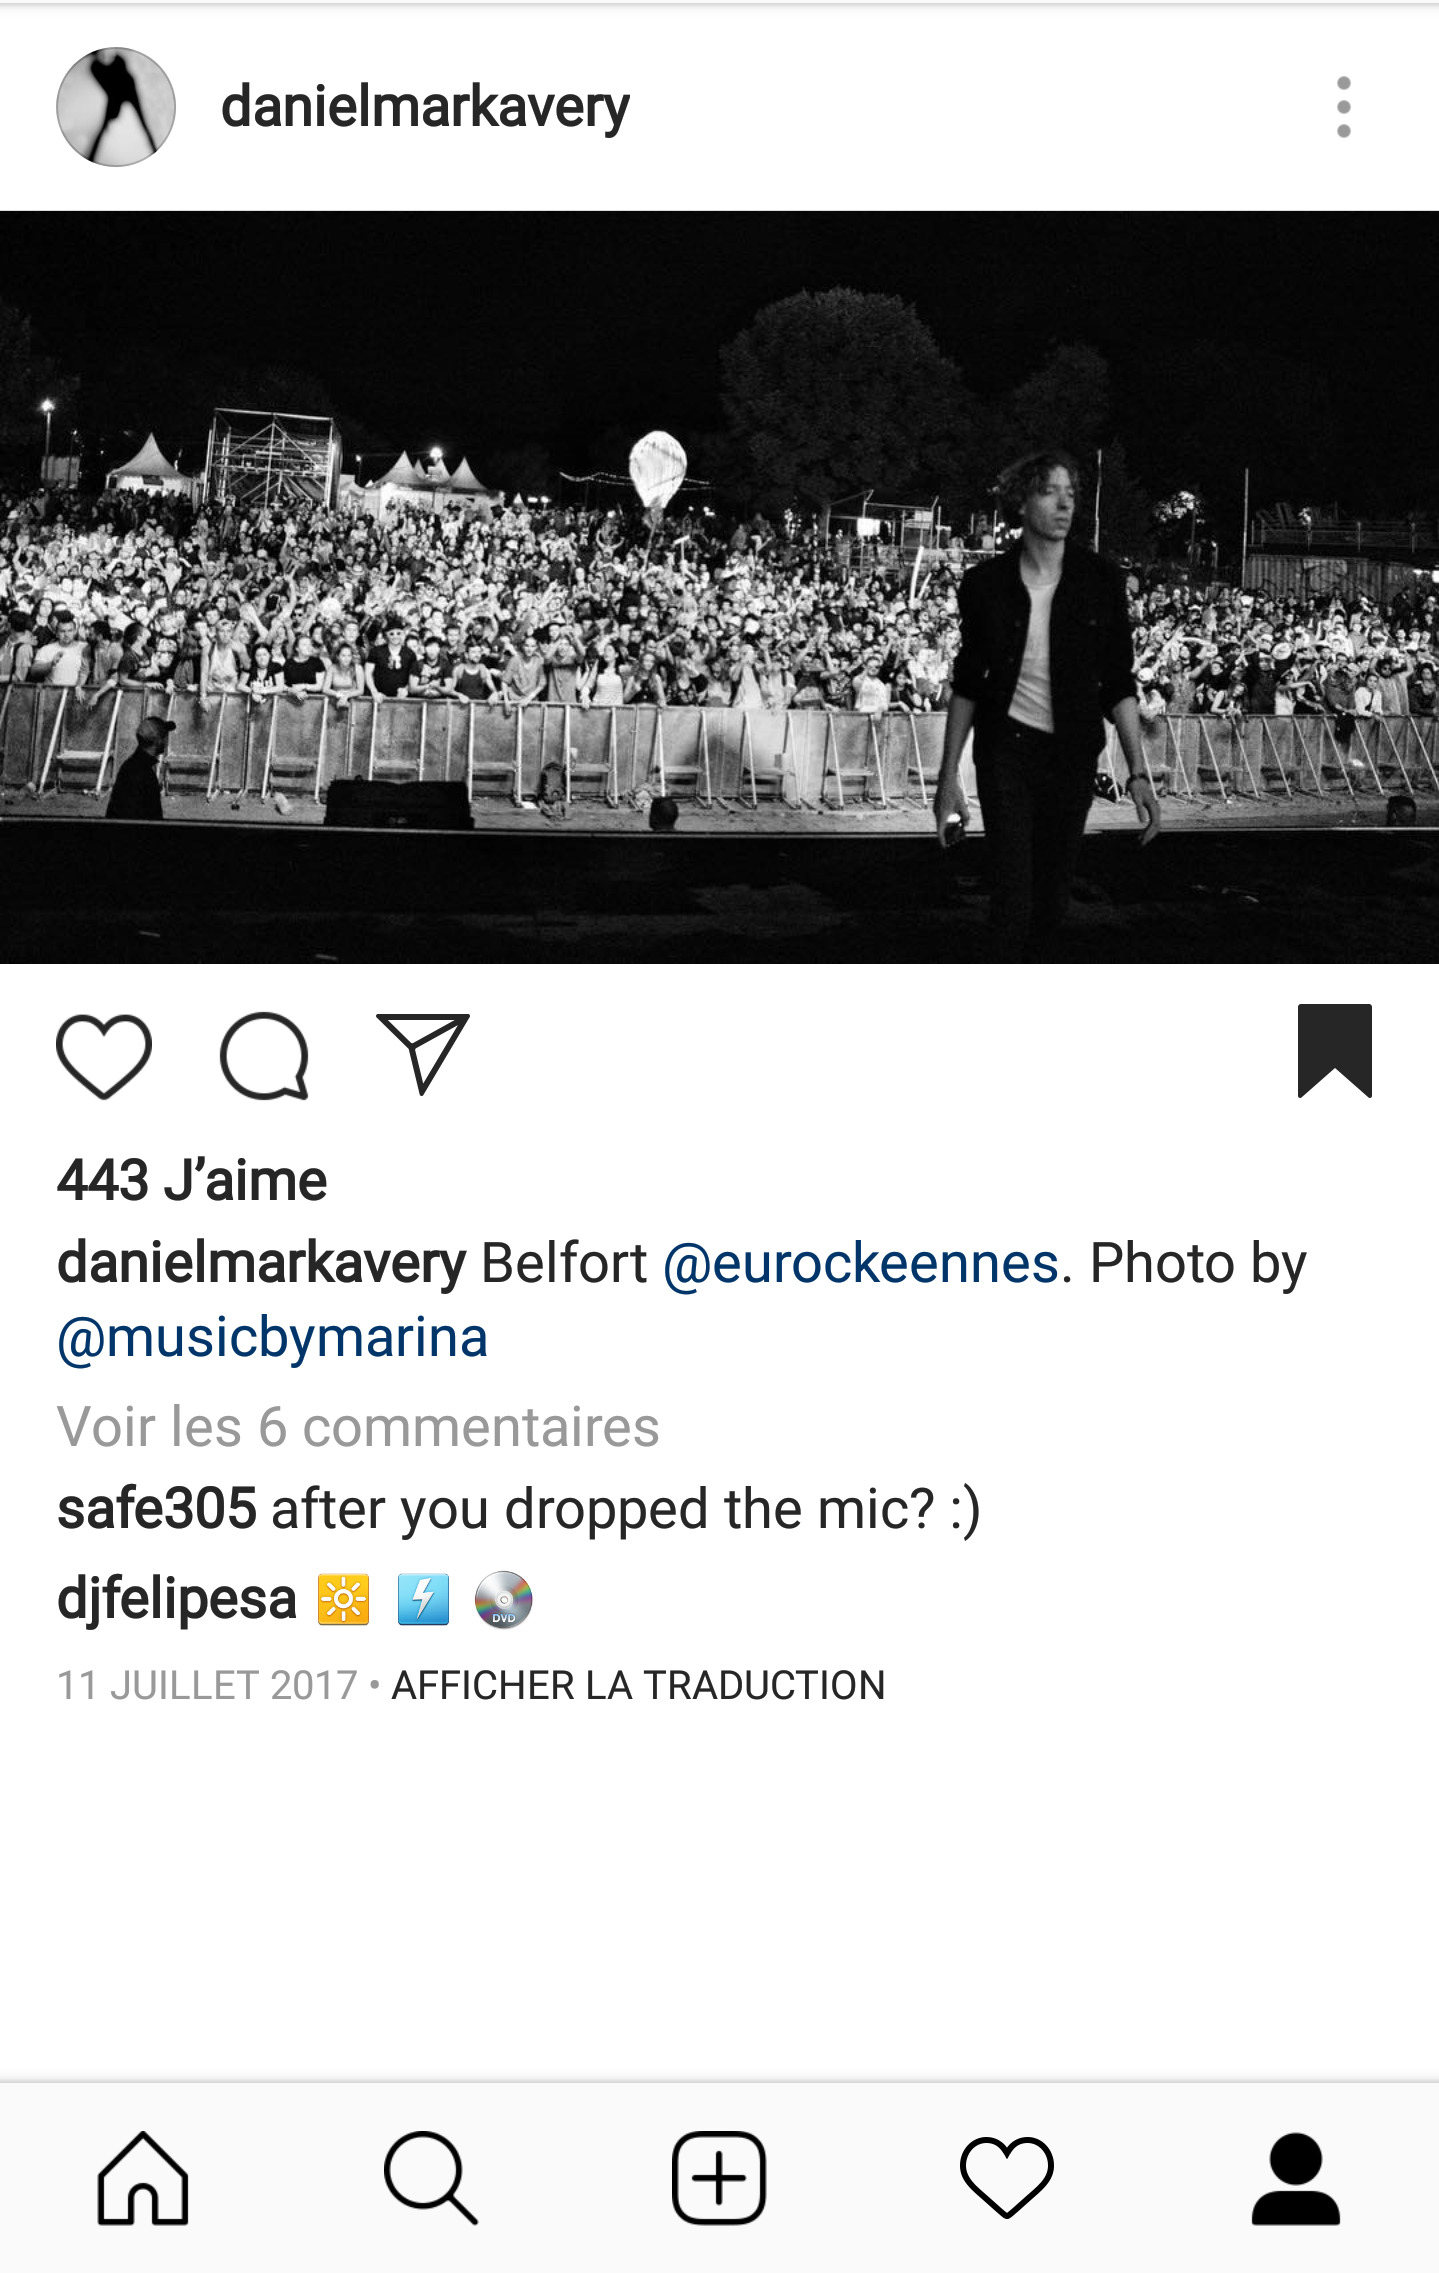 danielmarkavery
443 J’aime
danielmarkavery Belfort @eurockeennes. Photo by
@musicbymarina
Voir les 6 commentaires
safe305 after you dropped the mic? :)
djfelipesa 🔆 ⚡ 📀
DVD
11 JUILLET 2017 • AFFICHER LA TRADUCTION